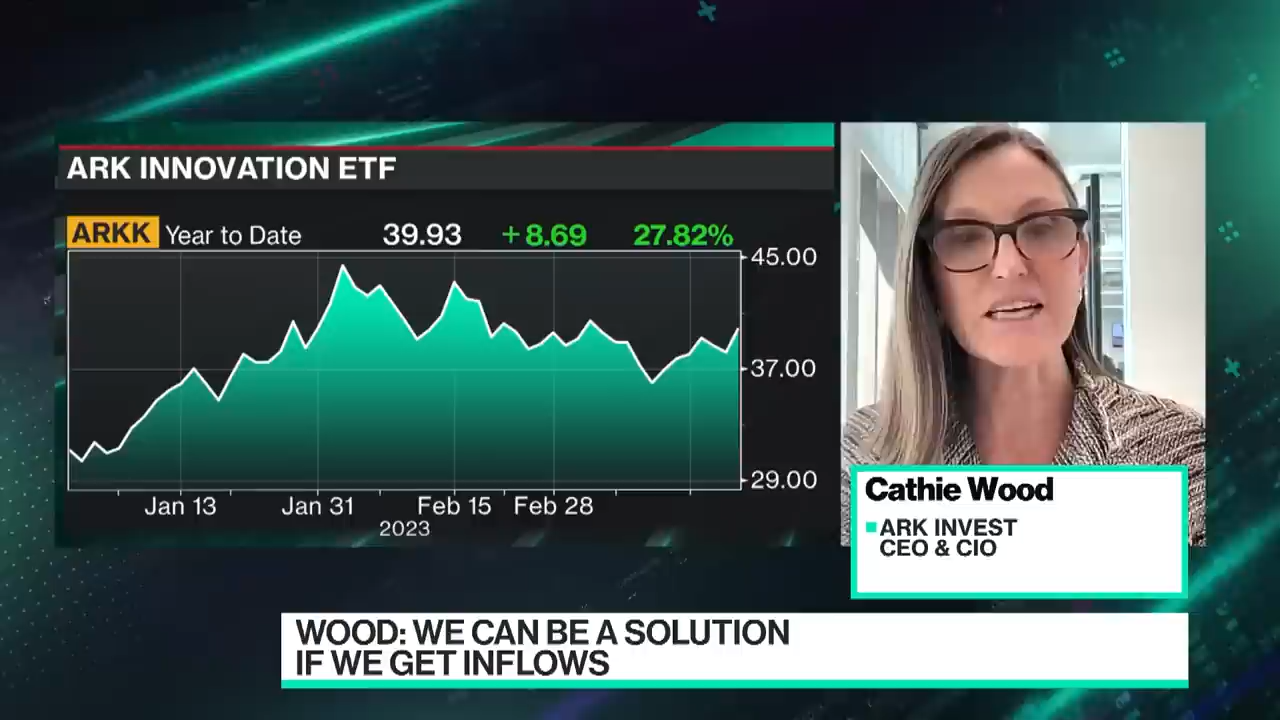 ARK INNOVATION ETF
ARKK Year to Date 39.93 +8.69 27.82%
45.00
37.00
29.00
Jan 13 Jan 31 Feb 15 Feb 28
2023
Cathie Wood
ARK INVEST
CEO & CIO
WOOD: WE CAN BE A SOLUTION
IF WE GET INFLOWS